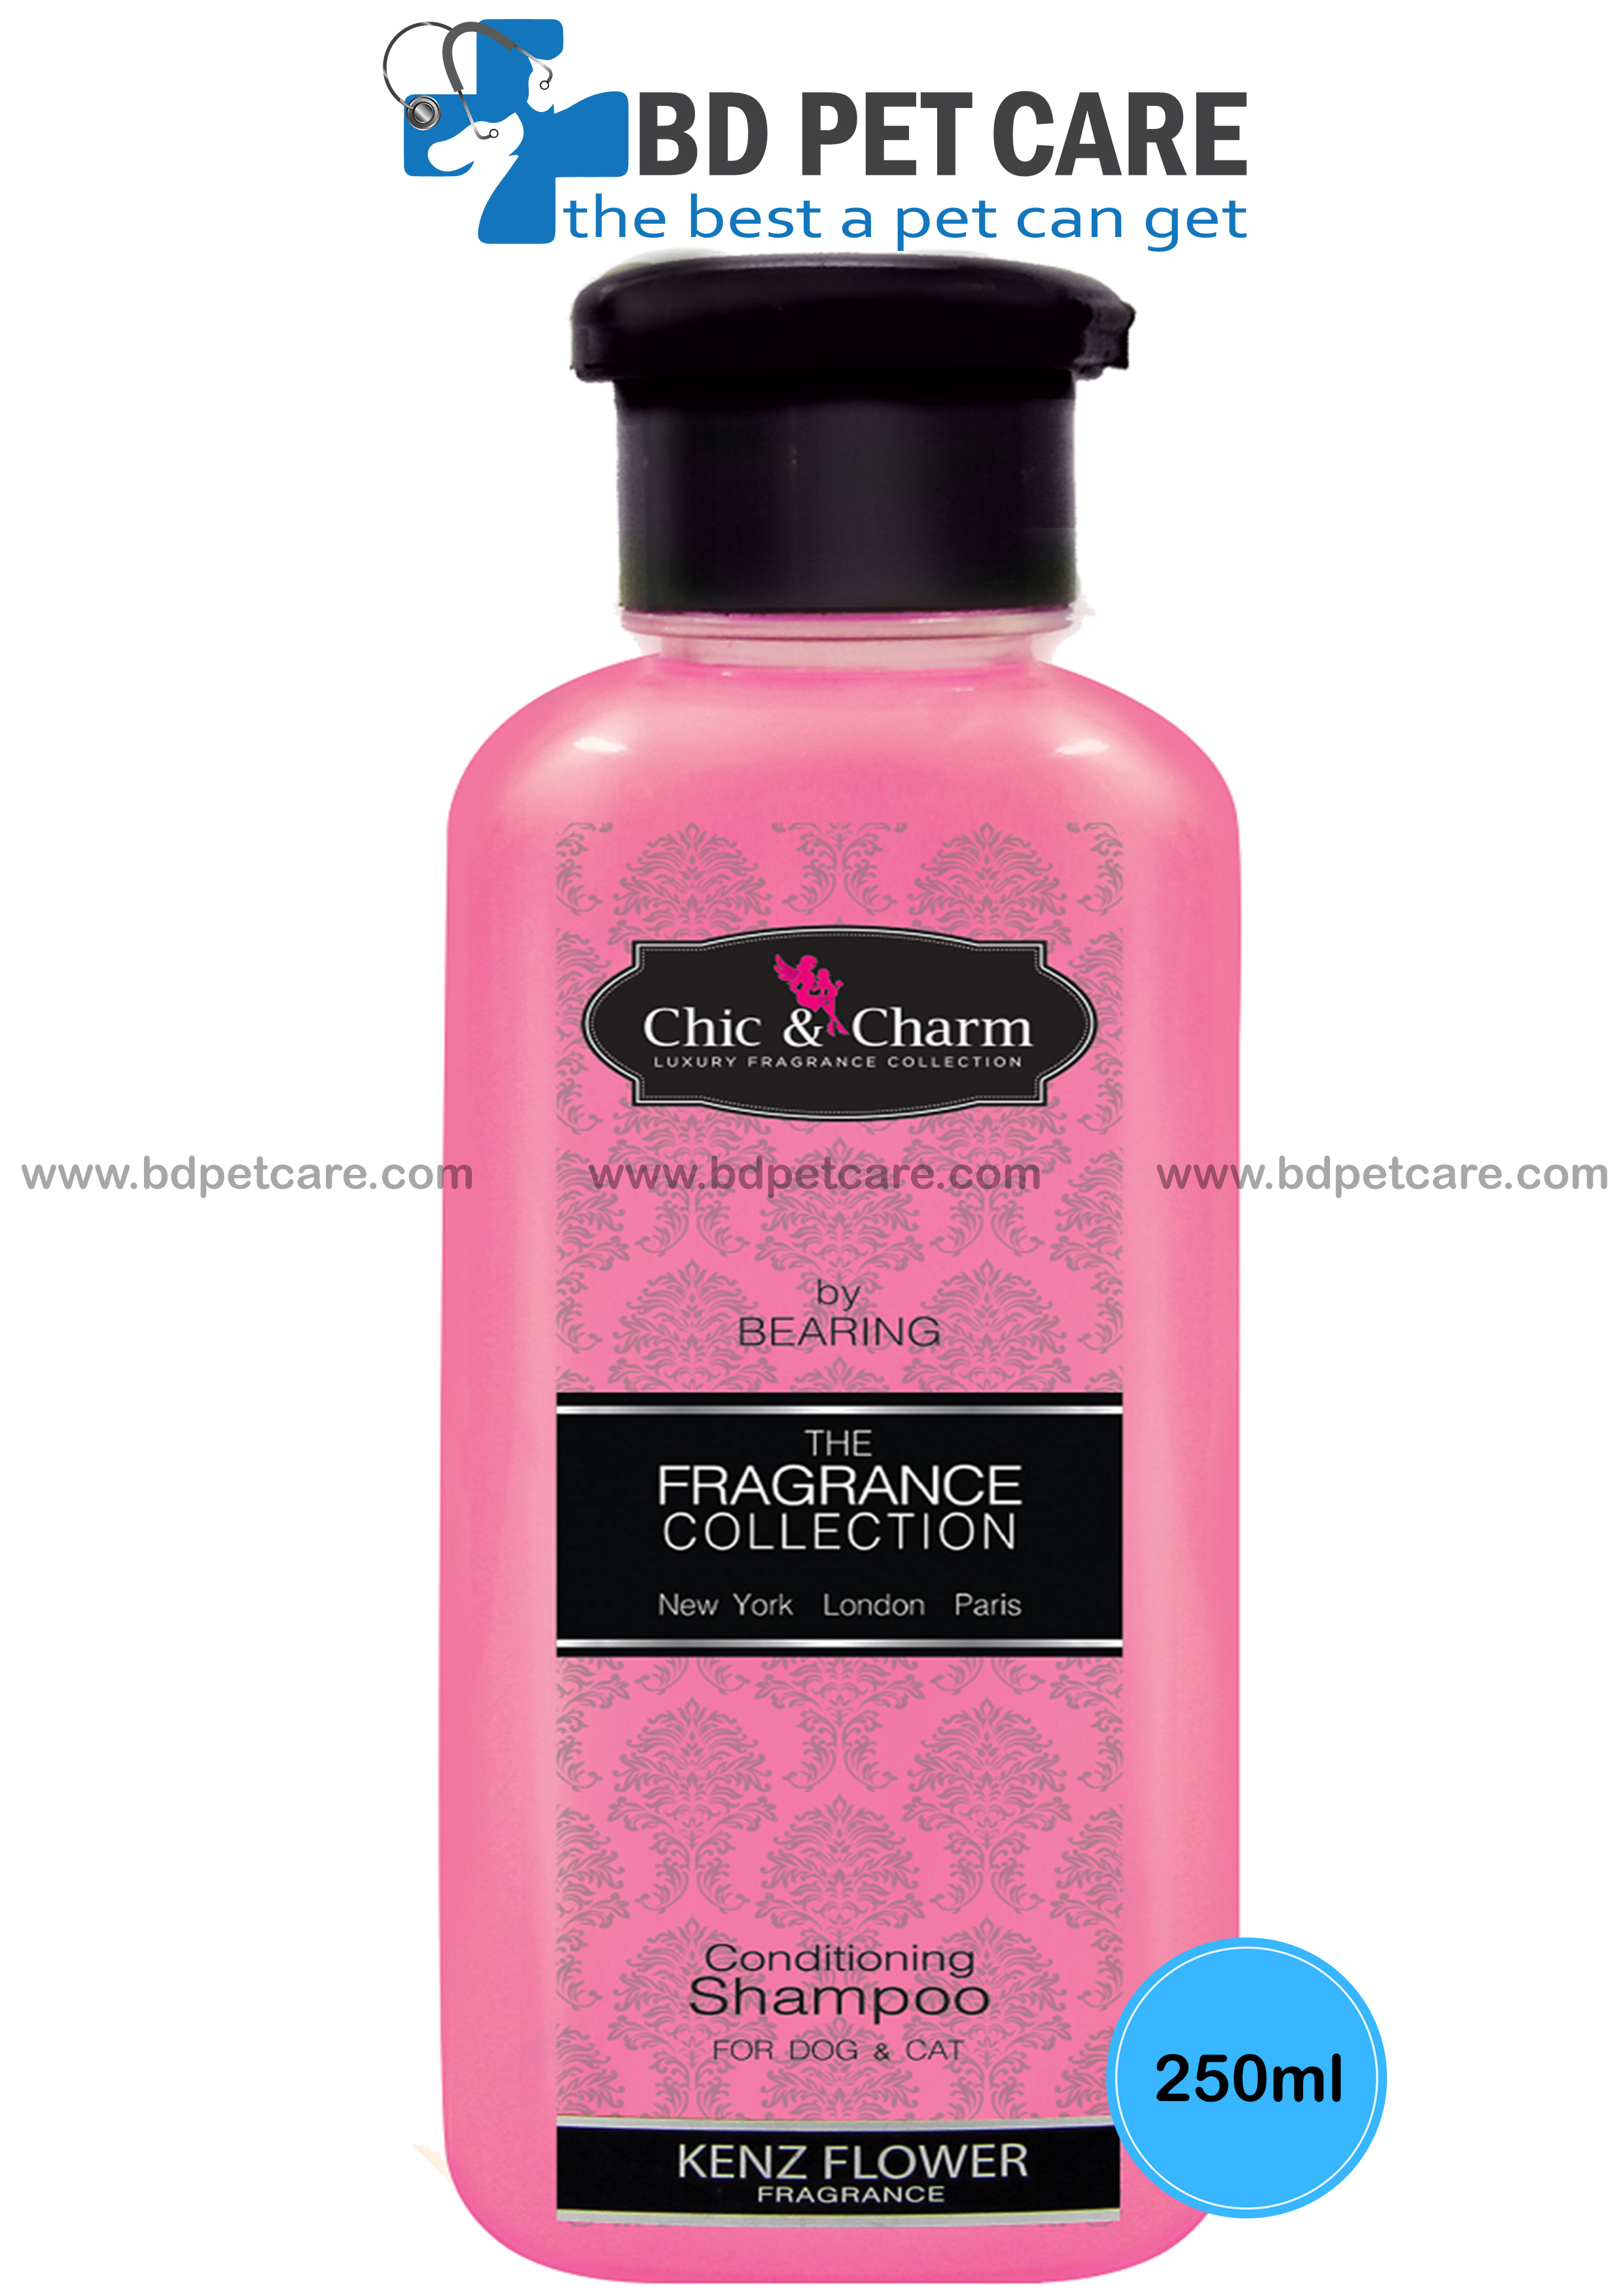 BD PET CARE
the best a pet can get
Chic & Charm
LUXURY FRAGRANCE COLLECTION
www.bdpetcare.com www.bdpetcare.com www.bdpetcare.com
by
BEARING
THE
FRAGRANCE
COLLECTION
New York London Paris
Conditioning
Shampoo
FOR DOG & CAT
250ml
KENZ FLOWER
FRAGRANCE